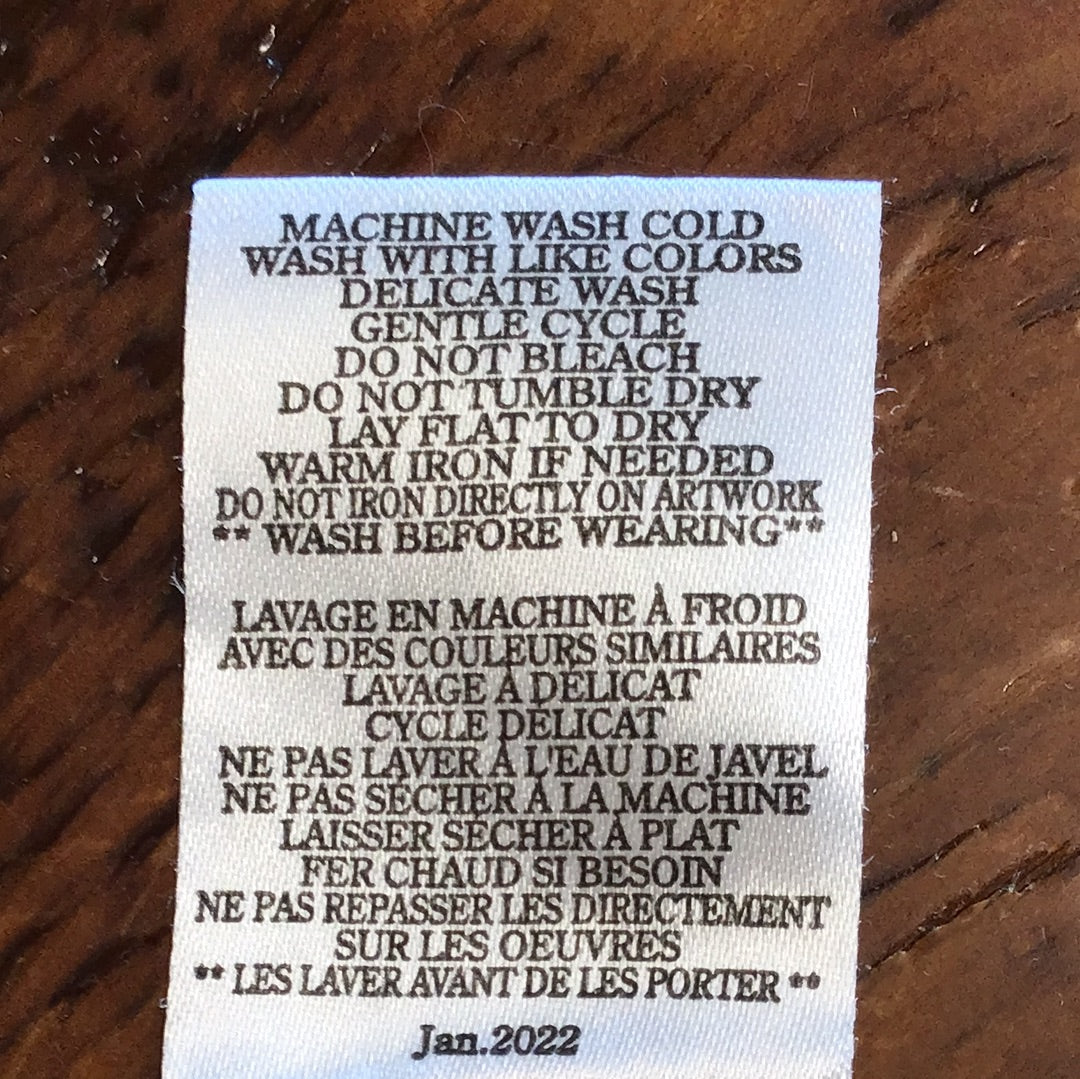 MACHINE WASH COLD
WASH WITH LIKE COLORS
DELICATE WASH
GENTLE CYCLE
DO NOT BLEACH
DO NOT TUMBLE DRY
LAY FLAT TO DRY
WARM IRON IF NEEDED
DO NOT IRON DIRECTLY ON ARTWORK
** WASH BEFORE WEARING**
LAVAGE EN MACHINE À FROID
AVEC DES COULEURS SIMILAIRES
LAVAGE À DÉLICAT
CYCLE DÉLICAT
NE PAS LAVER À L'EAU DE JAVEL
NE PAS SÉCHER À LA MACHINE
LAISSER SÉCHER À PLAT
FER CHAUD SI BESOIN
NE PAS REPASSER LES DIRECTEMENT
SUR LES OEUVRES
** LES LAVER AVANT DE LES PORTER **
Jan.2022